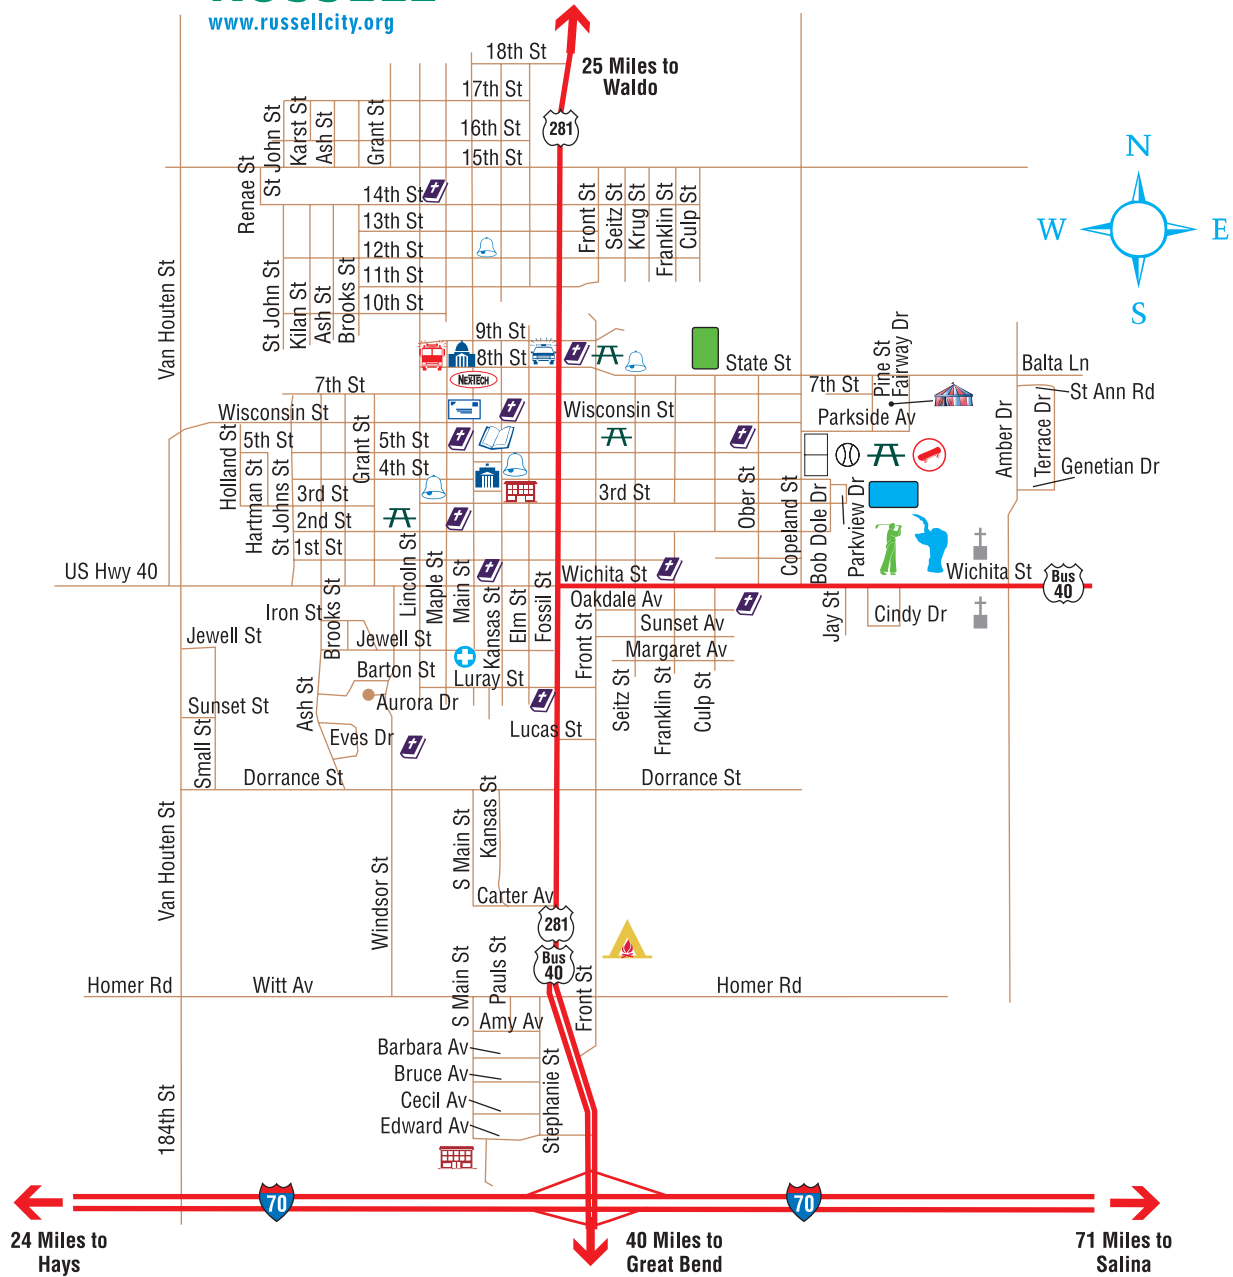 RUSSELL
www.russellcity.org
18th St
25 Miles to
Waldo
17th St
281
16th St
15th St
St John St
Karst St
Ash St
Grant St
Renae St
14th St
13th St
12th St
11th St
10th St
Front St
Seitz St
Krug St
Franklin St
Culp St
N
W
E
S
Van Houten St
St John St
Kilan St
Ash St
Brooks St
9th St
8th St
State St
NEX-TECH
7th St
7th St
Pine St
Fairway Dr
Balta Ln
St Ann Rd
Wisconsin St
Wisconsin St
Parkside Av
5th St
5th St
4th St
3rd St
3rd St
2nd St
1st St
Holland St
Hartman St
St Johns St
Grant St
Ober St
Copeland St
Bob Dole Dr
Parkview Dr
Amber Dr
Terrace Dr
Genetian Dr
US Hwy 40
Wichita St
Wichita St
Bus
40
Lincoln St
Maple St
Main St
Kansas St
Elm St
Fossil St
Front St
Oakdale Av
Sunset Av
Margaret Av
Jay St
Cindy Dr
Iron St
Brooks St
Jewell St
Jewell St
Barton St
Luray St
Aurora Dr
Ash St
Sunset St
Small St
Eves Dr
Lucas St
Seitz St
Franklin St
Culp St
Dorrance St
Dorrance St
Van Houten St
Windsor St
S Main St
Kansas St
Carter Av
281
Bus
40
Homer Rd
Witt Av
S Main St
Pauls St
Front St
Homer Rd
Amy Av
Barbara Av
Bruce Av
Cecil Av
Edward Av
Stephanie St
184th St
70
70
24 Miles to
Hays
40 Miles to
Great Bend
71 Miles to
Salina